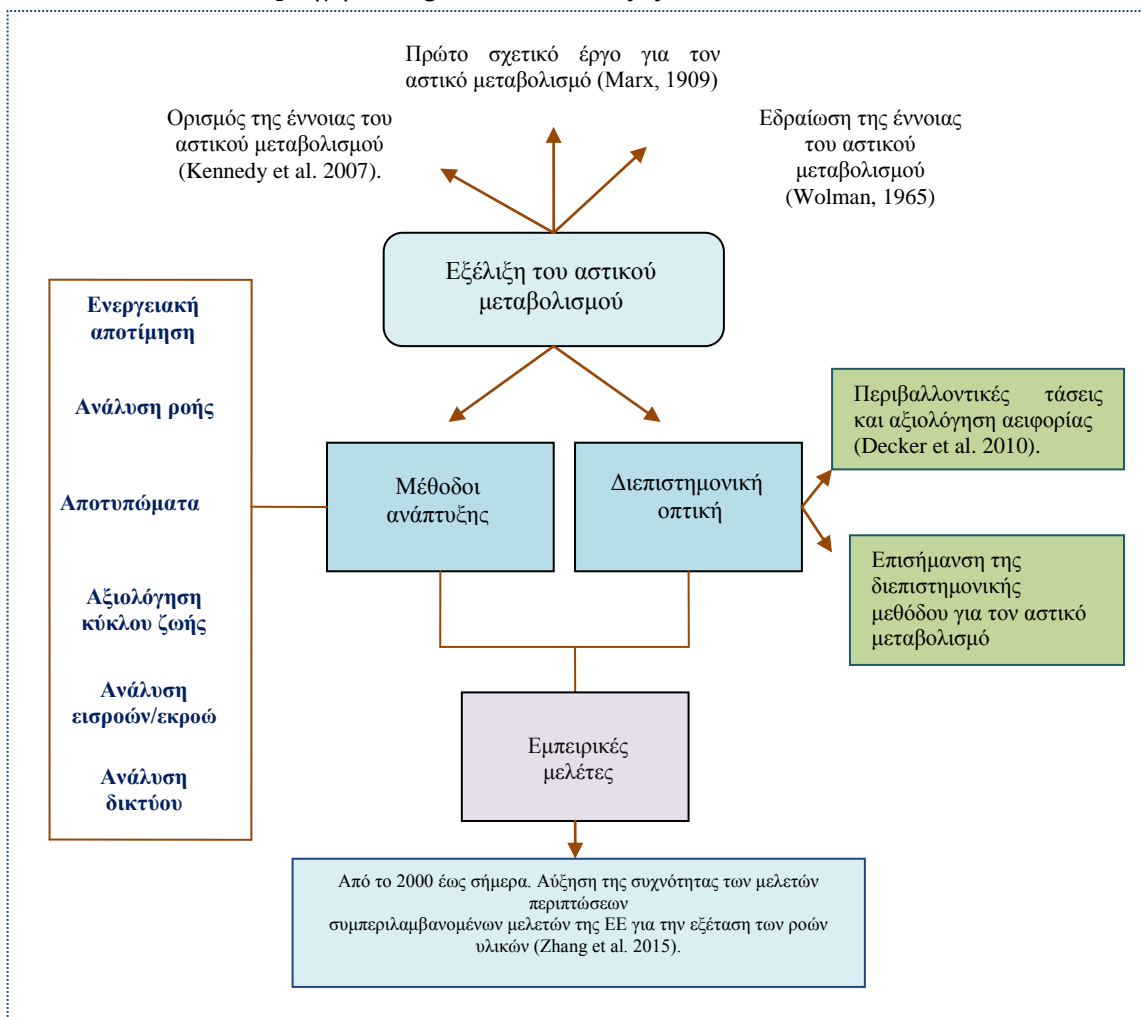 Πρώτο σχετικό έργο για τον
αστικό μεταβολισμό (Marx, 1909)
Ορισμός της έννοιας του
αστικού μεταβολισμού
(Kennedy et al. 2007).
Εδραίωση της έννοιας
του αστικού
μεταβολισμού
(Wolman, 1965)
Εξέλιξη του αστικού
μεταβολισμού
Ενεργειακή
αποτίμηση
Ανάλυση ροής
Αποτυπώματα
Αξιολόγηση
κύκλου ζωής
Ανάλυση
εισροών/εκροώ
Ανάλυση
δικτύου
Μέθοδοι
ανάπτυξης
Διεπιστημονική
οπτική
Περιβαλλοντικές τάσεις
και αξιολόγηση αειφορίας
(Decker et al. 2010).
Επισήμανση της
διεπιστημονικής
μεθόδου για τον αστικό
μεταβολισμό
Εμπειρικές
μελέτες
Από το 2000 έως σήμερα. Αύξηση της συχνότητας των μελετών
περιπτώσεων
συμπεριλαμβανομένων μελετών της ΕΕ για την εξέταση των ροών
υλικών (Zhang et al. 2015).